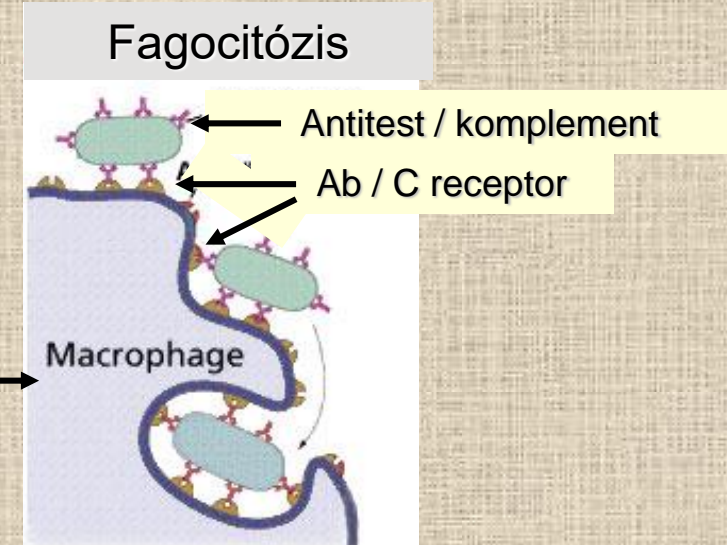 Fagocitózis
Antitest / komplement
Ab / C receptor
Macrophage